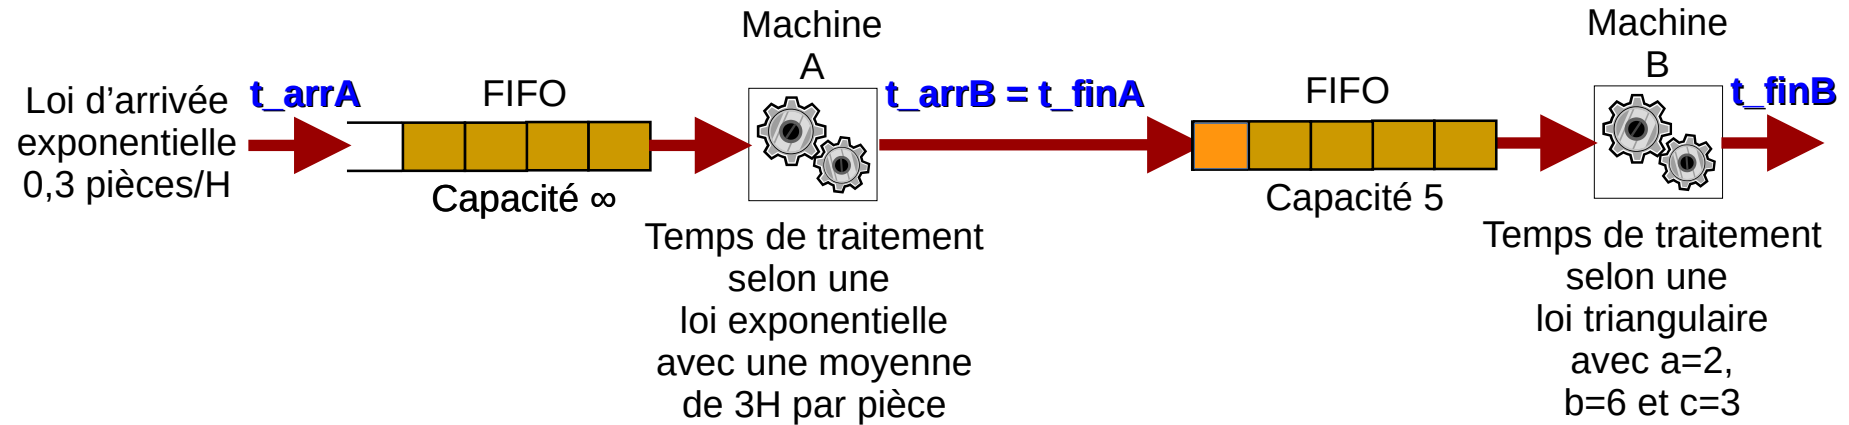 Loi d’arrivée
exponentielle
0,3 pièces/H
t_arrA
FIFO
Capacité ∞
Machine
A
Temps de traitement
selon une
loi exponentielle
avec une moyenne
de 3H par pièce
t_arrB = t_finA
FIFO
Capacité 5
Machine
B
Temps de traitement
selon une
loi triangulaire
avec a=2,
b=6 et c=3
t_finB